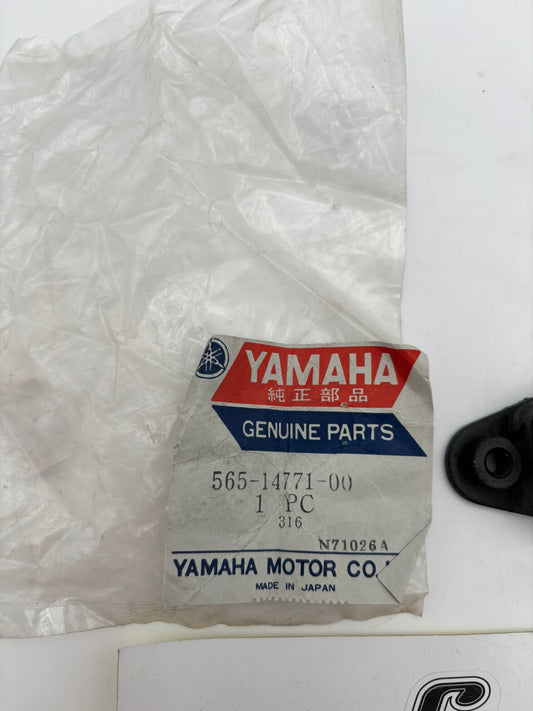 YAMAHA
純正部品
GENUINE PARTS
565-14771-00
1 PC
316
N71026A
YAMAHA MOTOR CO.
MADE IN JAPAN